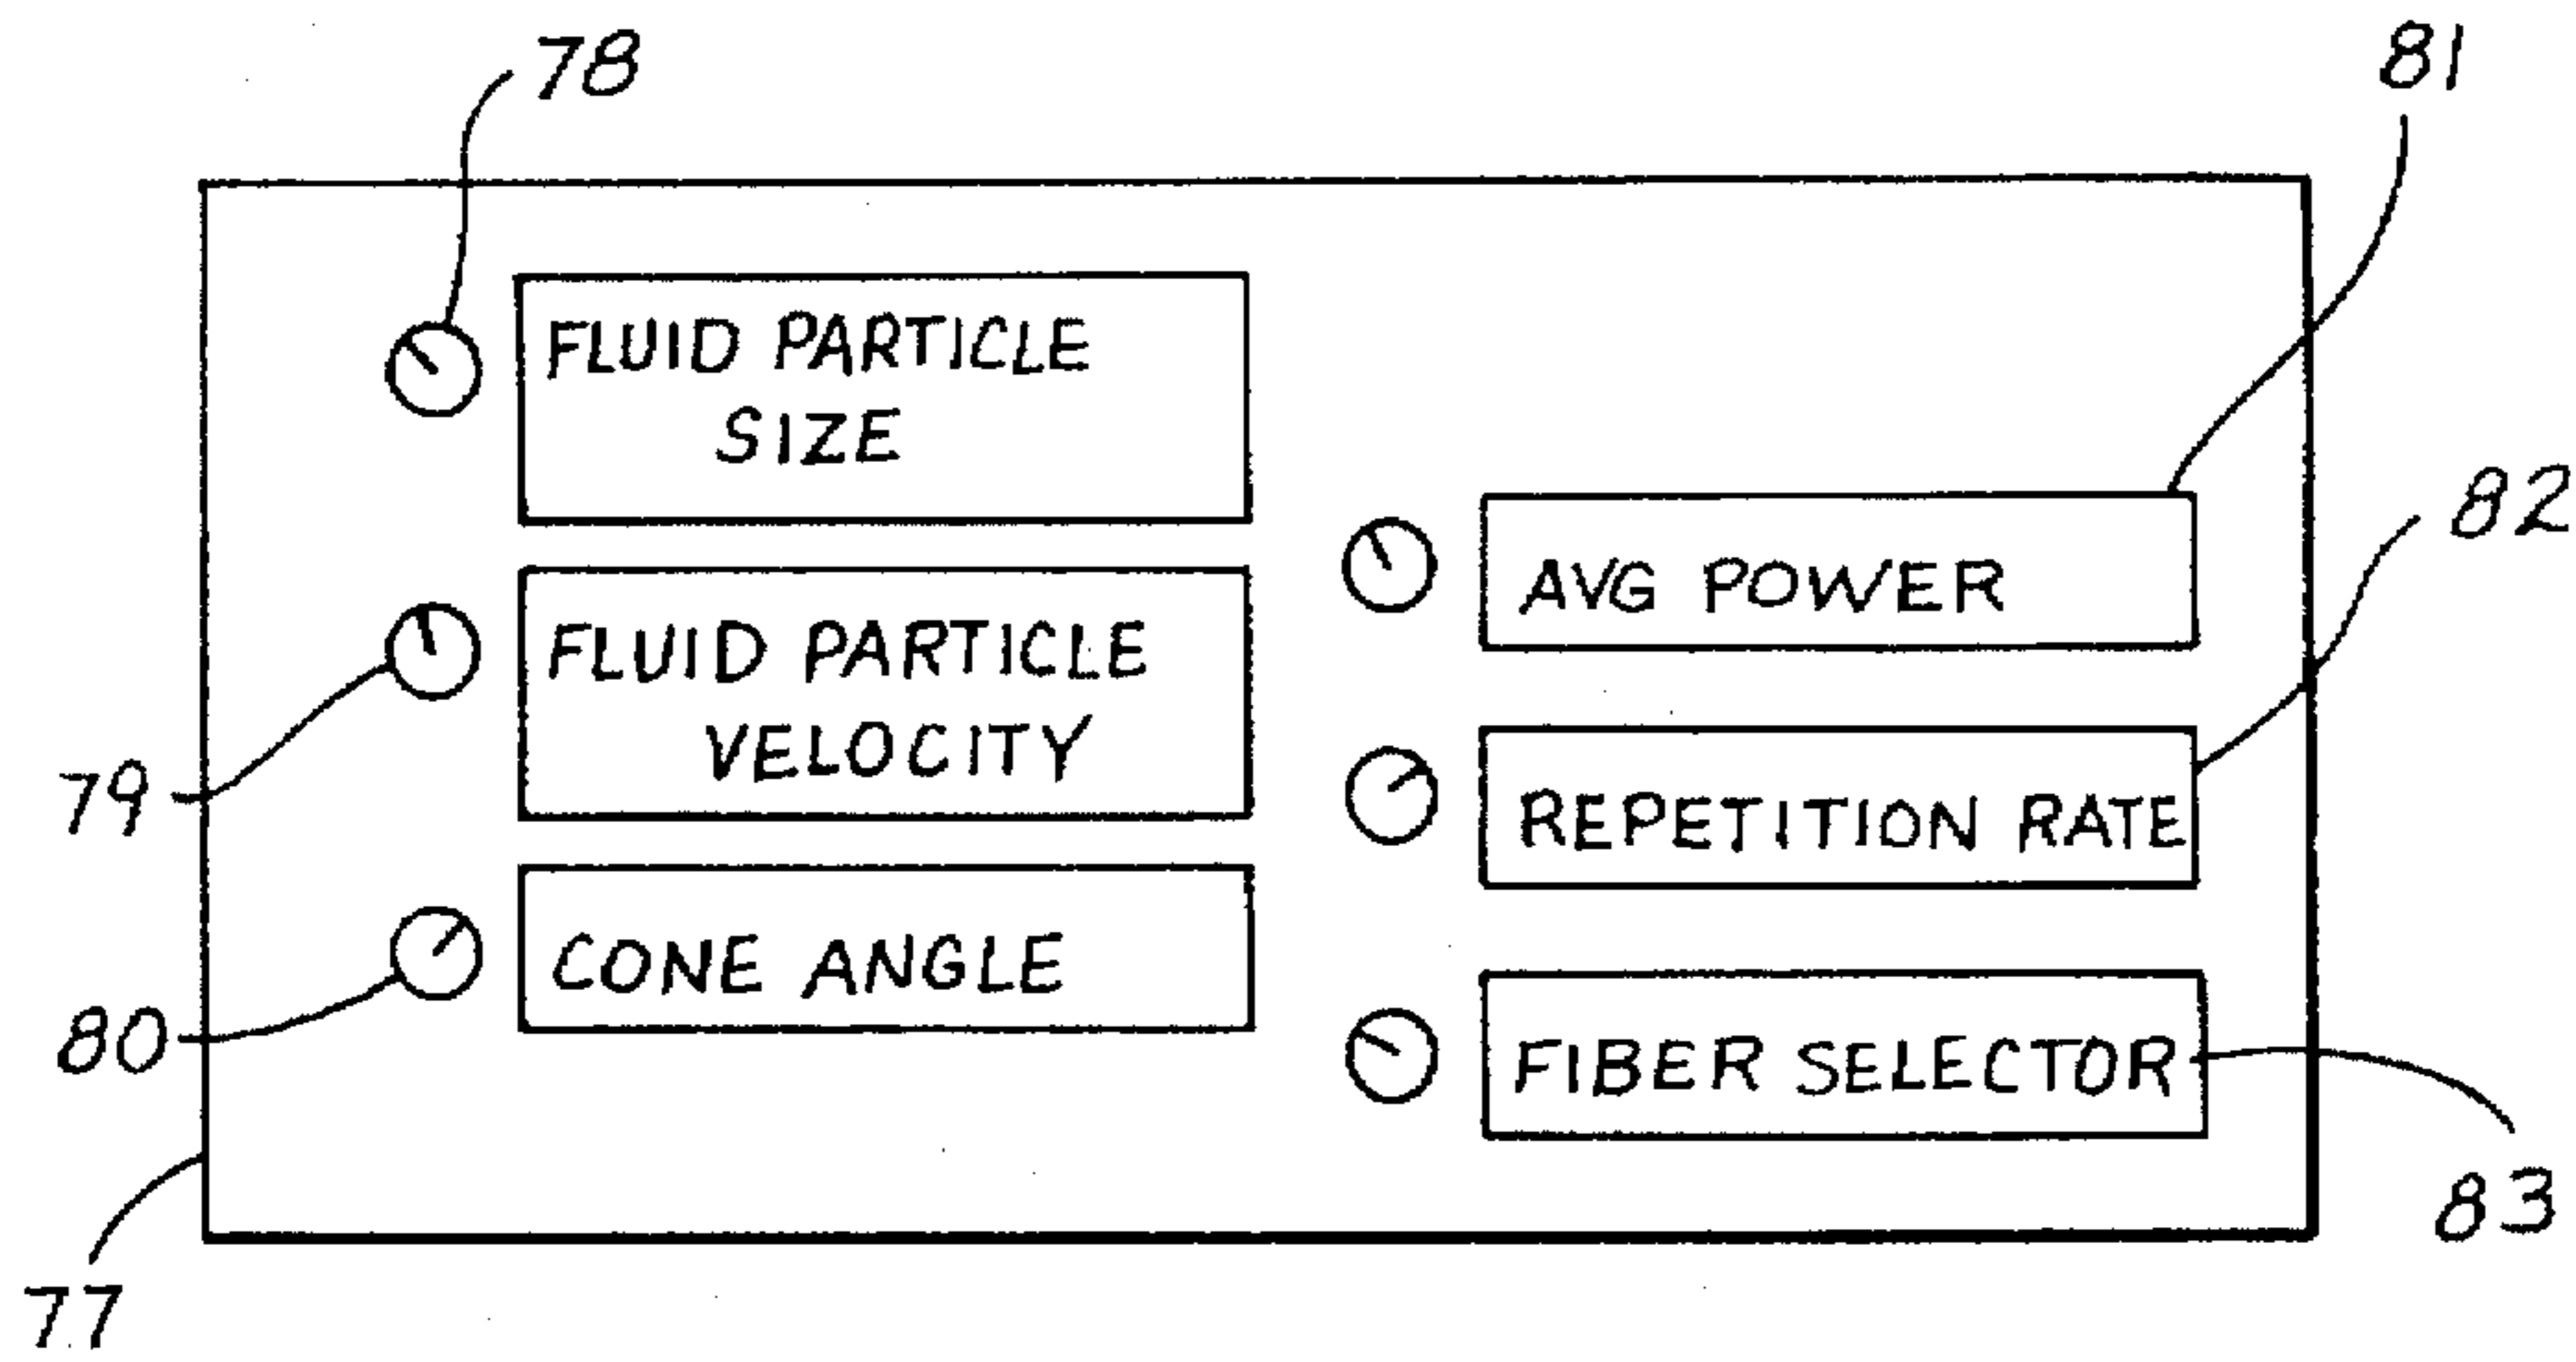 78
81
FLUID PARTICLE
SIZE
82
AVG POWER
FLUID PARTICLE
VELOCITY
79
REPETITION RATE
CONE ANGLE
80
FIBER SELECTOR
83
77